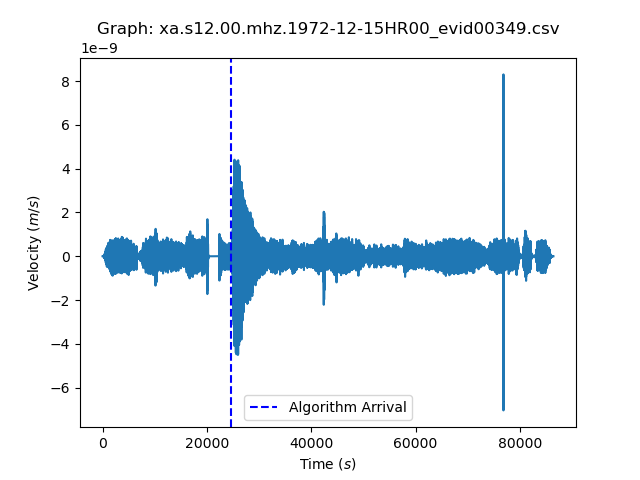 Graph: xa.s12.00.mhz.1972-12-15HR00_evid00349.csv
1e−9
8
6
4
2
0
−2
−4
−6
Velocity (m/s)
Algorithm Arrival
0
20000
40000
60000
80000
Time (s)